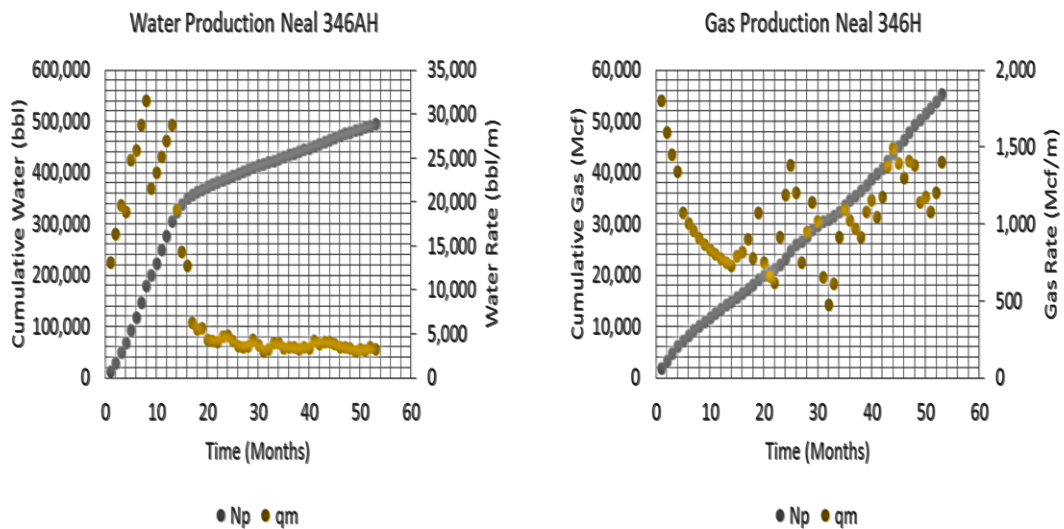 Water Production Neal 346AH
600,000
500,000
400,000
300,000
200,000
100,000
0
Cumulative Water (bbl)
35,000
30,000
25,000
20,000
15,000
10,000
5,000
0
Water Rate (bbl/m)
0 10 20 30 40 50 60
Time (Months)
Np qm
Gas Production Neal 346H
60,000
50,000
40,000
30,000
20,000
10,000
0
Cumulative Gas (Mcf)
2,000
1,500
1,000
500
0
Gas Rate (Mcf/m)
0 10 20 30 40 50 60
Time (Months)
Np qm